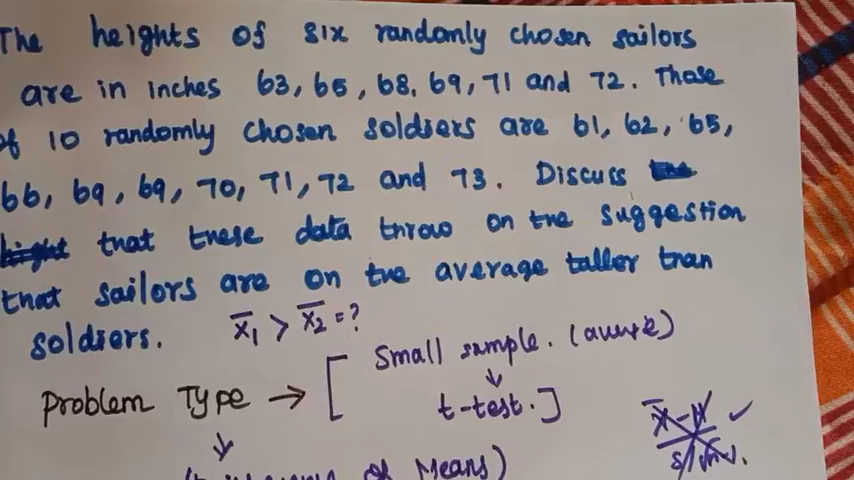 The heights of six randomly chosen sailors
are in inches 63, 65, 68, 69, 71 and 72. Those
of 10 randomly chosen soldiers are 61, 62, 65,
66, 69, 69, 70, 71, 72 and 73. Discuss
that these data throw on the suggestion
that sailors are on the average taller than
soldiers. x̄₁ > x̄₂ = ?
Small sample.
Problem Type → [
↓
t-test.]
x̄ - μ ✓
↓
s/√n
of Means)